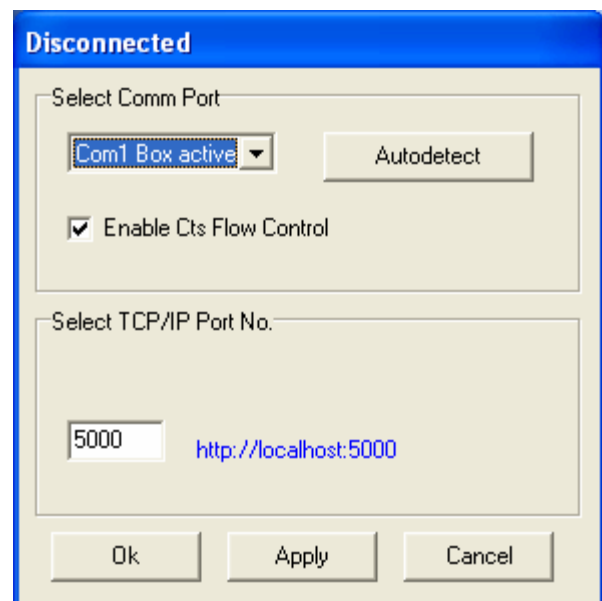 Disconnected
Select Comm Port
Com1 Box active
Autodetect
Enable Cts Flow Control
Select TCP/IP Port No.
5000
http://localhost:5000
Ok
Apply
Cancel